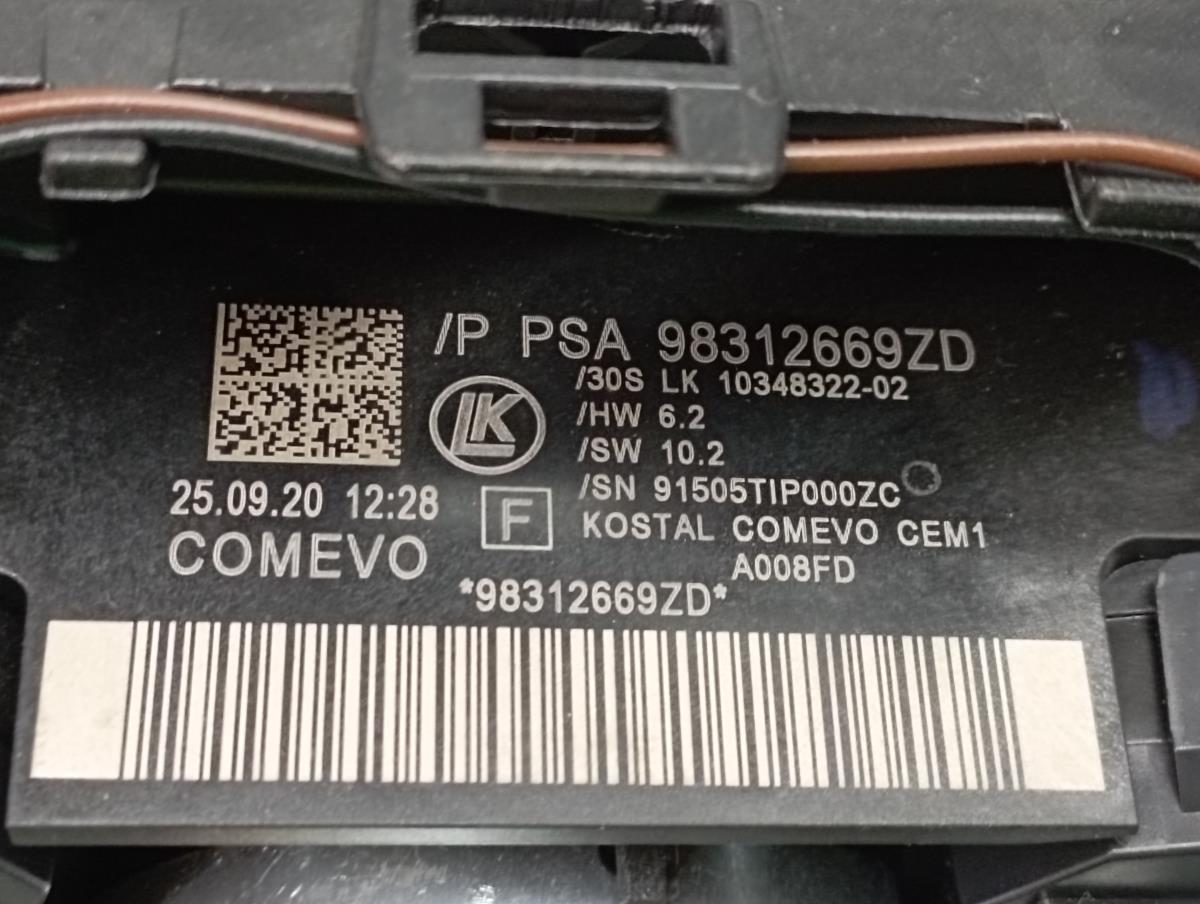 /P PSA 98312669ZD
/30S LK 10348322-02
LK
/HW 6.2
/SW 10.2
/SN 91505TIP000ZC
25.09.20 12:28
F
KOSTAL COMEVO CEM1
COMEVO
A008FD
*98312669ZD*